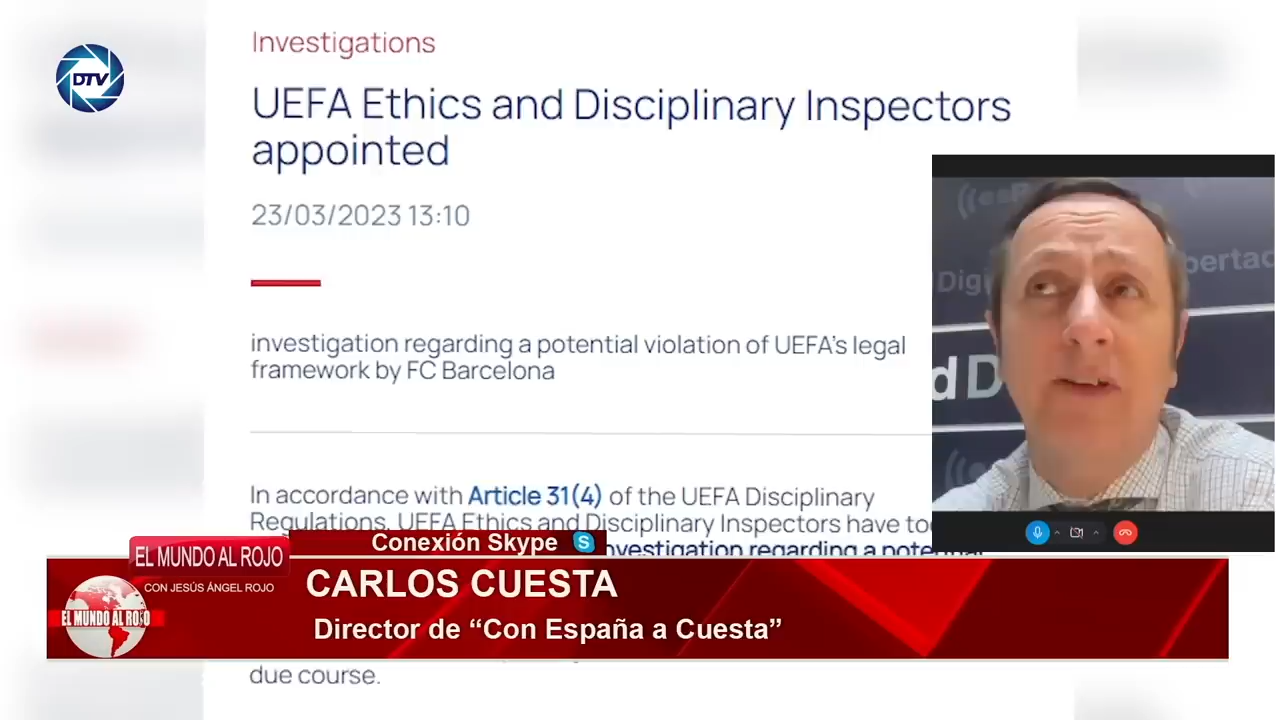 DTV
Investigations
UEFA Ethics and Disciplinary Inspectors
appointed
23/03/2023 13:10
investigation regarding a potential violation of UEFA's legal
framework by FC Barcelona
In accordance with Article 31(4) of the UEFA Disciplinary
Regulations, UEFA Ethics and Disciplinary Inspectors have
investigation regarding a
due course.
Conexión Skype
EL MUNDO AL ROJO
CON JESÚS ÁNGEL ROJO
EL MUNDO AL ROJO
CARLOS CUESTA
Director de “Con España a Cuesta”